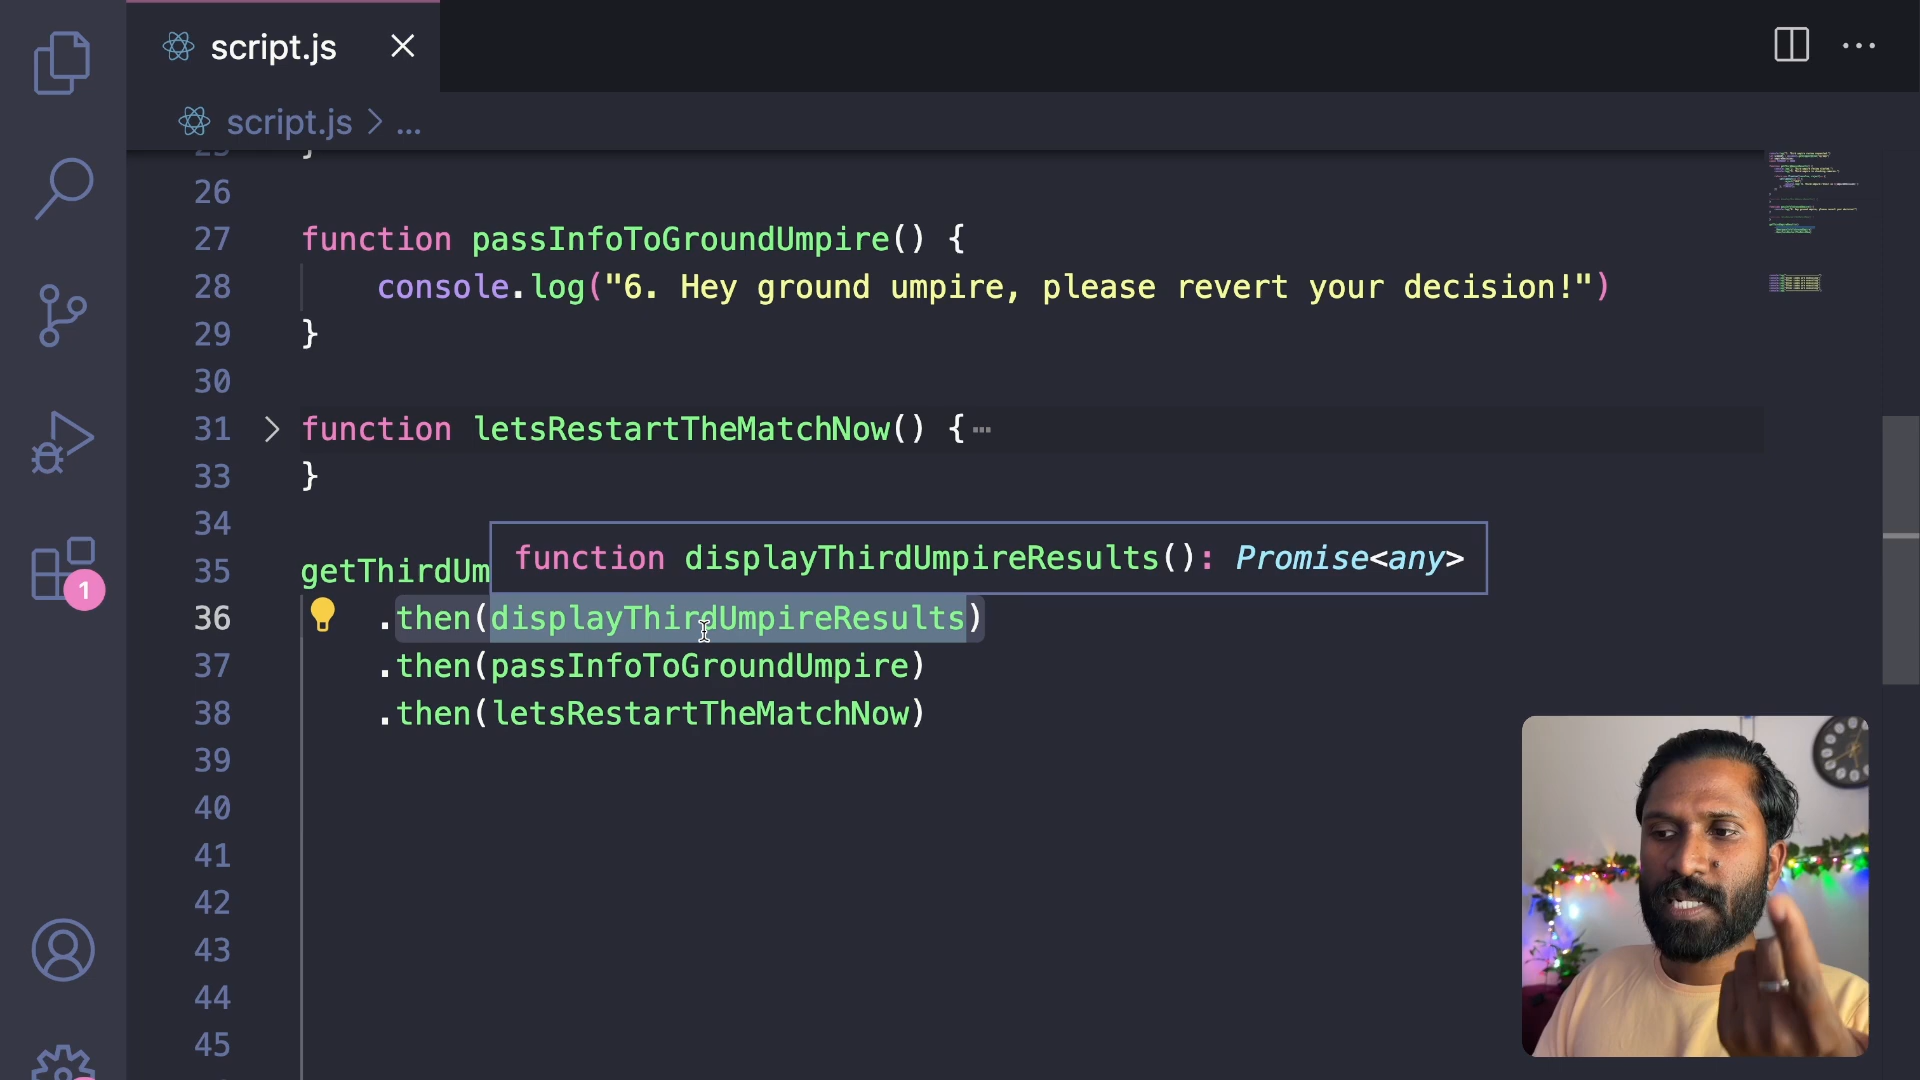 script.js
script.js > ...
25 }
26
27 function passInfoToGroundUmpire() {
28 console.log("6. Hey ground umpire, please revert your decision!")
29 }
30
31 function letsRestartTheMatchNow() {
33 }
34
function displayThirdUmpireResults(): Promise<any>
35 getThirdUm
36 .then(displayThirdUmpireResults)
37 .then(passInfoToGroundUmpire)
38 .then(letsRestartTheMatchNow)
39
40
41
42
43
44
45
1